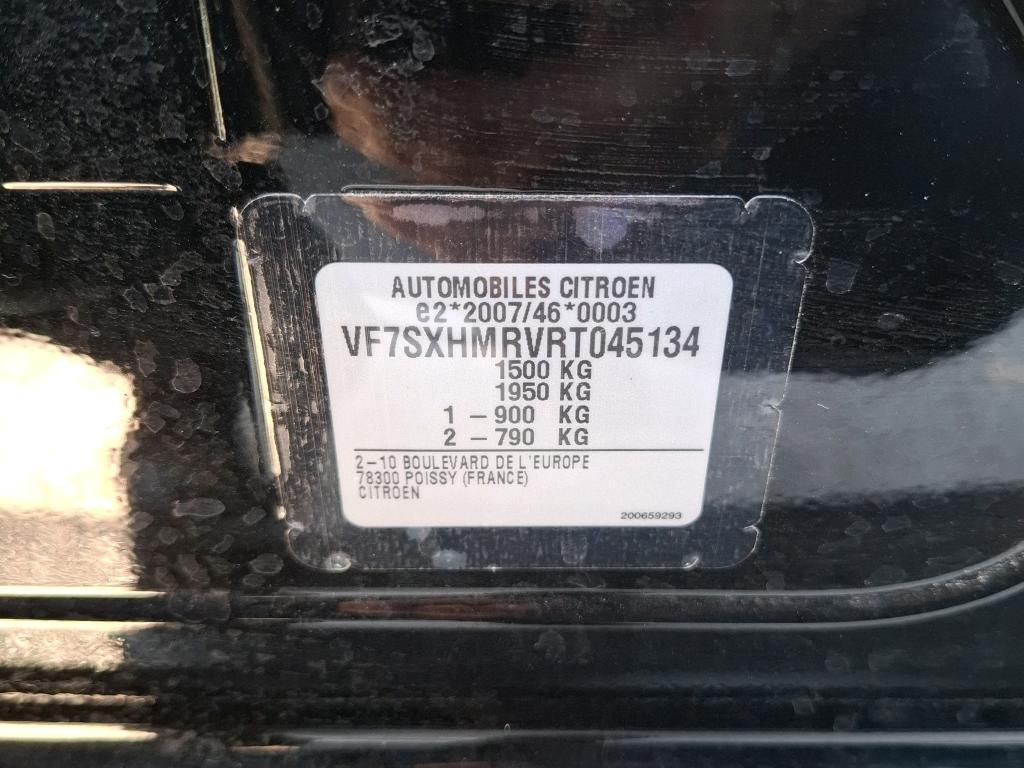 AUTOMOBILES CITROEN
e2*2007/46*0003
VF7SXHMRVRT045134
1500 KG
1950 KG
1 – 900 KG
2 – 790 KG
2–10 BOULEVARD DE L'EUROPE
78300 POISSY (FRANCE)
CITROEN
200659293